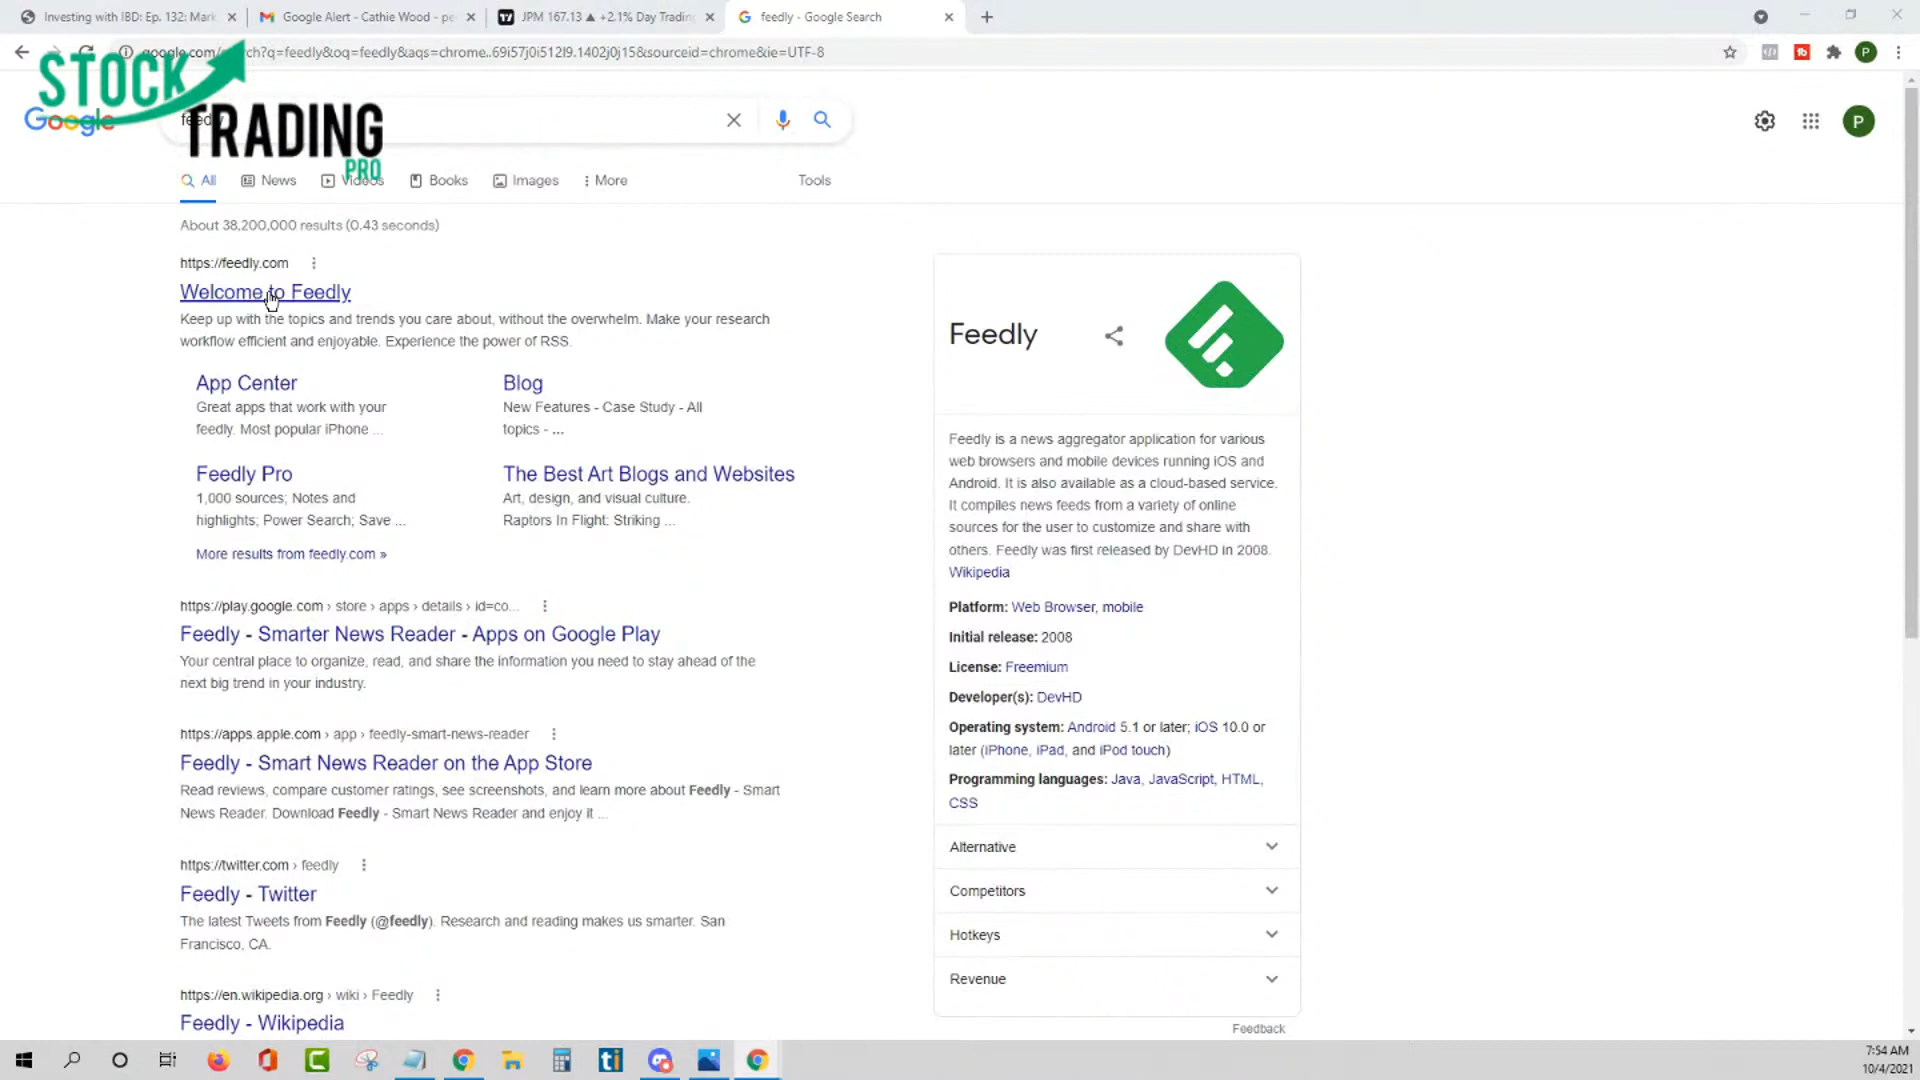 Investing with IBD: Ep. 132: Mark
Google Alert - Cathie Wood - pe
JPM 167.13 ▲ +2.1% Day Trading
feedly - Google Search
google.com/search?q=feedly&oq=feedly&aqs=chrome..69i57j0i512l9.1402j0j15&sourceid=chrome&ie=UTF-8
STOCK
TRADING
PRO
Google
feedly
P
All
News
Videos
Books
Images
More
Tools
About 38,200,000 results (0.43 seconds)
https://feedly.com
Welcome to Feedly
Keep up with the topics and trends you care about, without the overwhelm. Make your research
workflow efficient and enjoyable. Experience the power of RSS.
App Center
Great apps that work with your
feedly. Most popular iPhone ...
Blog
New Features - Case Study - All
topics - ...
Feedly Pro
1,000 sources; Notes and
highlights; Power Search; Save ...
The Best Art Blogs and Websites
Art, design, and visual culture.
Raptors In Flight: Striking ...
More results from feedly.com »
https://play.google.com › store › apps › details › id=co...
Feedly - Smarter News Reader - Apps on Google Play
Your central place to organize, read, and share the information you need to stay ahead of the
next big trend in your industry.
https://apps.apple.com › app › feedly-smart-news-reader
Feedly - Smart News Reader on the App Store
Read reviews, compare customer ratings, see screenshots, and learn more about Feedly - Smart
News Reader. Download Feedly - Smart News Reader and enjoy it ...
https://twitter.com › feedly
Feedly - Twitter
The latest Tweets from Feedly (@feedly). Research and reading makes us smarter. San
Francisco, CA.
https://en.wikipedia.org › wiki › Feedly
Feedly - Wikipedia
Feedly
Feedly is a news aggregator application for various
web browsers and mobile devices running iOS and
Android. It is also available as a cloud-based service.
It compiles news feeds from a variety of online
sources for the user to customize and share with
others. Feedly was first released by DevHD in 2008.
Wikipedia
Platform: Web Browser, mobile
Initial release: 2008
License: Freemium
Developer(s): DevHD
Operating system: Android 5.1 or later; iOS 10.0 or
later (iPhone, iPad, and iPod touch)
Programming languages: Java, JavaScript, HTML,
CSS
Alternative
Competitors
Hotkeys
Revenue
Feedback
7:54 AM
10/4/2021